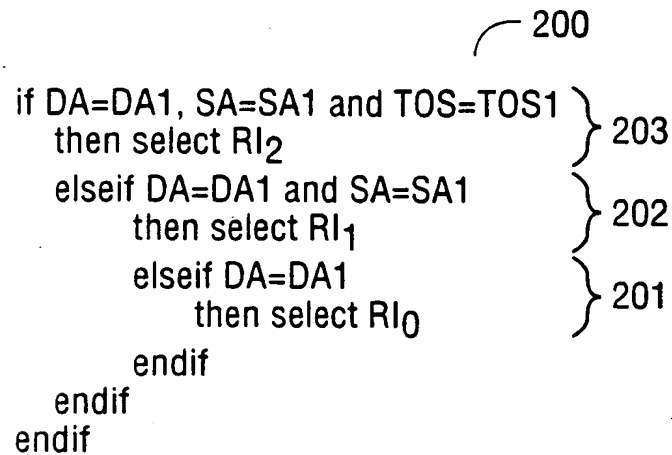 200
if DA=DA1, SA=SA1 and TOS=TOS1
then select RI2
203
elseif DA=DA1 and SA=SA1
then select RI1
202
elseif DA=DA1
then select RI0
201
endif
endif
endif